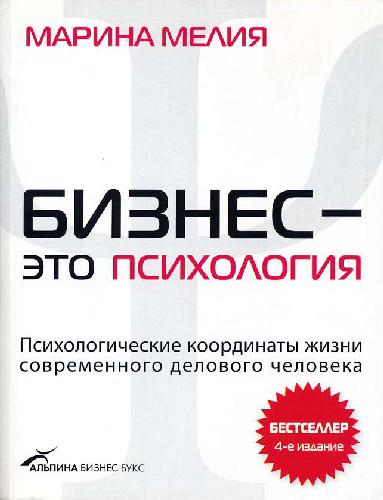 МАРИНА МЕЛИЯ
БИЗНЕС –
ЭТО ПСИХОЛОГИЯ
Психологические координаты жизни
современного делового человека
БЕСТСЕЛЛЕР
4-е издание
АЛЬПИНА БИЗНЕС БУКС